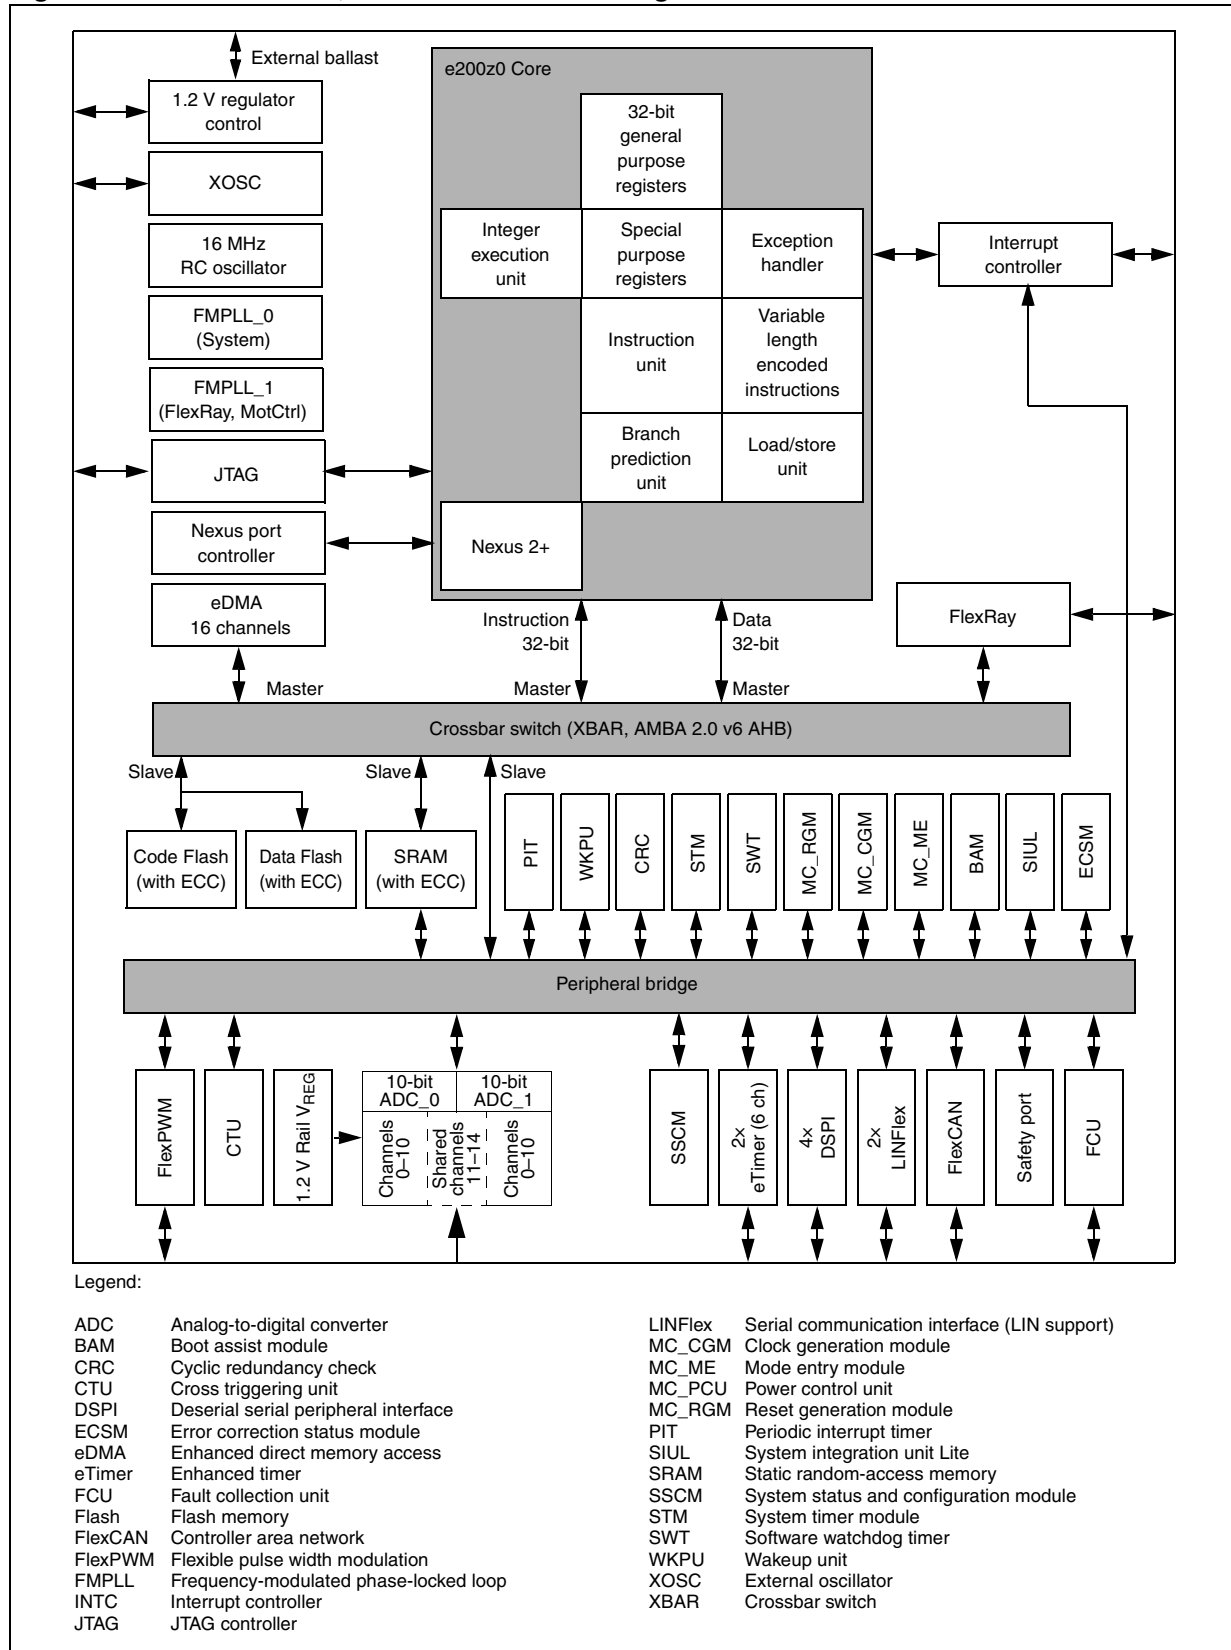 External ballast
1.2 V regulator
control
XOSC
16 MHz
RC oscillator
FMPLL_0
(System)
FMPLL_1
(FlexRay, MotCtrl)
JTAG
Nexus port
controller
eDMA
16 channels
e200z0 Core
32-bit
general
purpose
registers
Integer
execution
unit
Special
purpose
registers
Exception
handler
Instruction
unit
Variable
length
encoded
instructions
Branch
prediction
unit
Load/store
unit
Nexus 2+
Interrupt
controller
FlexRay
Instruction
32-bit
Data
32-bit
Master
Master
Master
Crossbar switch (XBAR, AMBA 2.0 v6 AHB)
Slave
Slave
Slave
Code Flash
(with ECC)
Data Flash
(with ECC)
SRAM
(with ECC)
PIT
WKPU
CRC
STM
SWT
MC_RGM
MC_CGM
MC_ME
BAM
SIUL
ECSM
Peripheral bridge
FlexPWM
CTU
1.2 V Rail VREG
10-bit
ADC_0
10-bit
ADC_1
Channels
0–10
Shared
channels
11–14
Channels
0–10
SSCM
2×
eTimer (6 ch)
4×
DSPI
2×
LINFlex
FlexCAN
Safety port
FCU
Legend:
ADC Analog-to-digital converter
BAM Boot assist module
CRC Cyclic redundancy check
CTU Cross triggering unit
DSPI Deserial serial peripheral interface
ECSM Error correction status module
eDMA Enhanced direct memory access
eTimer Enhanced timer
FCU Fault collection unit
Flash Flash memory
FlexCAN Controller area network
FlexPWM Flexible pulse width modulation
FMPLL Frequency-modulated phase-locked loop
INTC Interrupt controller
JTAG JTAG controller
LINFlex Serial communication interface (LIN support)
MC_CGM Clock generation module
MC_ME Mode entry module
MC_PCU Power control unit
MC_RGM Reset generation module
PIT Periodic interrupt timer
SIUL System integration unit Lite
SRAM Static random-access memory
SSCM System status and configuration module
STM System timer module
SWT Software watchdog timer
WKPU Wakeup unit
XOSC External oscillator
XBAR Crossbar switch